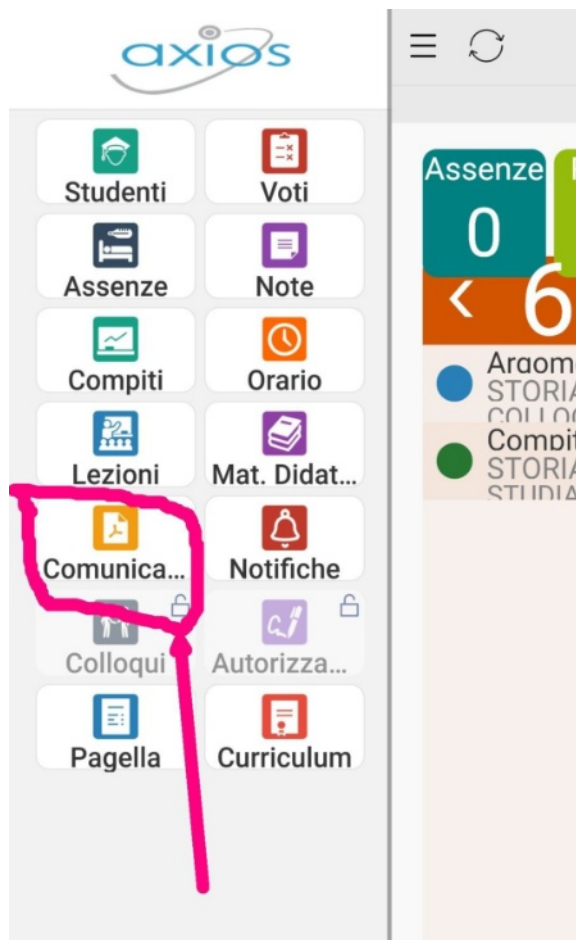 axios
Studenti
Voti
Assenze
Note
Compiti
Orario
Lezioni
Mat. Didat...
Comunica...
Notifiche
Colloqui
Autorizza...
Pagella
Curriculum
Assenze
0
6
STORIA
STUDIA